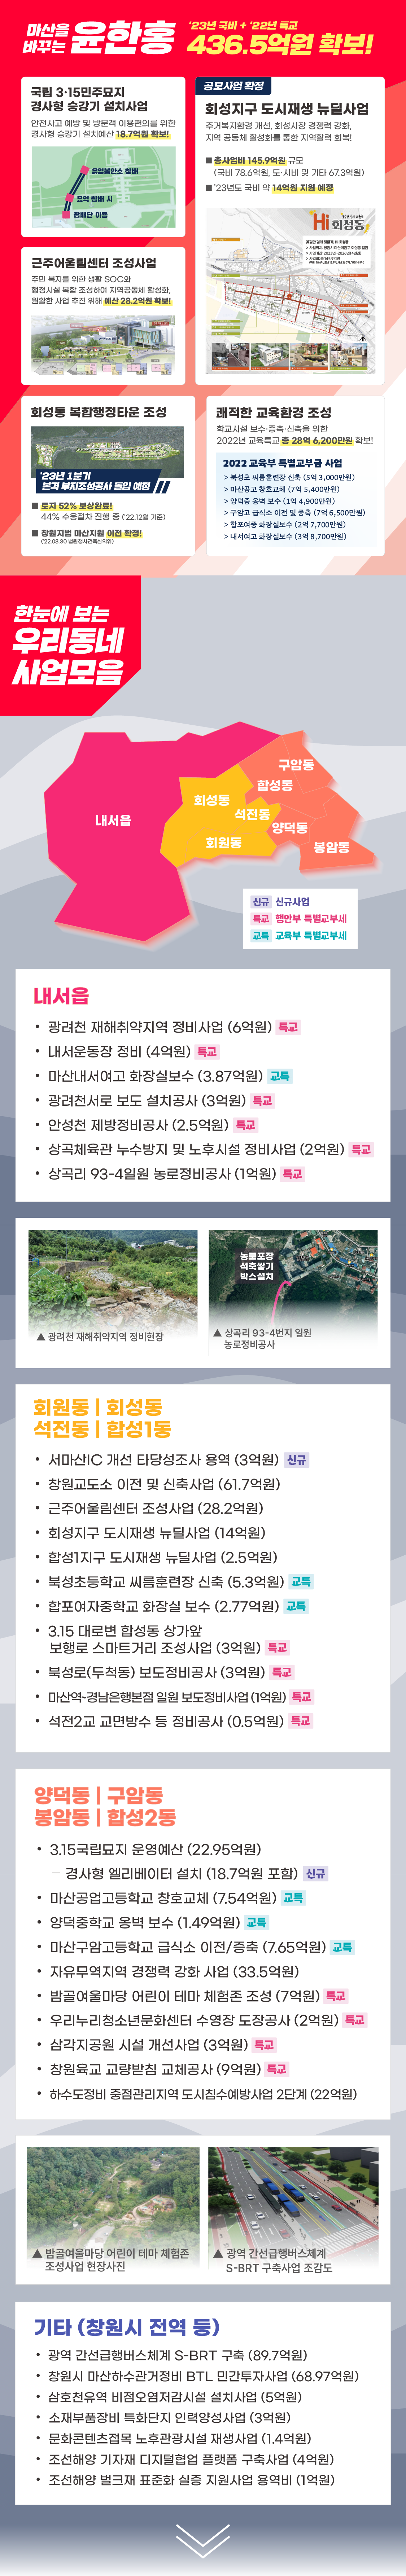 마산을
바꾸는 윤한홍
'23년 국비 + '22년 특교
436.5억원 확보!
국립 3·15민주묘지
경사형 승강기 설치사업
안전사고 예방 및 방문객 이용편의를 위한
경사형 승강기 설치예산 18.7억원 확보!
유영봉안소 참배
묘역 참배 시
참배단 이용
공모사업 확정
회성지구 도시재생 뉴딜사업
주거복지환경 개선, 회성시장 경쟁력 강화,
지역 공동체 활성화를 통한 지역활력 회복!
■ 총사업비 145.9억원 규모
(국비 78.6억원, 도·시비 및 기타 67.3억원)
■ '23년도 국비 약 14억원 지원 예정
Hi 회성동
근주어울림센터 조성사업
주민 복지를 위한 생활 SOC와
행정시설 복합 조성하여 지역공동체 활성화,
원활한 사업 추진 위해 예산 28.2억원 확보!
회성동 복합행정타운 조성
'23년 1분기
본격 부지조성공사 돌입 예정
■ 토지 52% 보상완료!
44% 수용절차 진행 중 ('22.12월 기준)
■ 창원지법 마산지원 이전 확정!
('22.08.30 법원청사건축심의위)
쾌적한 교육환경 조성
학교시설 보수·증축·신축을 위한
2022년 교육특교 총 28억 6,200만원 확보!
2022 교육부 특별교부금 사업
> 북성초 씨름훈련장 신축 (5억 3,000만원)
> 마산공고 창호교체 (7억 5,400만원)
> 양덕중 옹벽 보수 (1억 4,900만원)
> 구암고 급식소 이전 및 증축 (7억 6,500만원)
> 합포여중 화장실보수 (2억 7,700만원)
> 내서여고 화장실보수 (3억 8,700만원)
한눈에 보는
우리동네
사업모음
구암동
합성동
회성동
석전동
내서읍
양덕동
회원동
봉암동
신규 신규사업
특교 행안부 특별교부세
교특 교육부 특별교부세
내서읍
• 광려천 재해취약지역 정비사업 (6억원) 특교
• 내서운동장 정비 (4억원) 특교
• 마산내서여고 화장실보수 (3.87억원) 교특
• 광려천서로 보도 설치공사 (3억원) 특교
• 안성천 제방정비공사 (2.5억원) 특교
• 상곡체육관 누수방지 및 노후시설 정비사업 (2억원) 특교
• 상곡리 93-4일원 농로정비공사 (1억원) 특교
농로포장
석축쌓기
박스설치
▲ 광려천 재해취약지역 정비현장
▲ 상곡리 93-4번지 일원
농로정비공사
회원동 | 회성동
석전동 | 합성1동
• 서마산IC 개선 타당성조사 용역 (3억원) 신규
• 창원교도소 이전 및 신축사업 (61.7억원)
• 근주어울림센터 조성사업 (28.2억원)
• 회성지구 도시재생 뉴딜사업 (14억원)
• 합성1지구 도시재생 뉴딜사업 (2.5억원)
• 북성초등학교 씨름훈련장 신축 (5.3억원) 교특
• 합포여자중학교 화장실 보수 (2.77억원) 교특
• 3.15 대로변 합성동 상가앞
보행로 스마트거리 조성사업 (3억원) 특교
• 북성로(두척동) 보도정비공사 (3억원) 특교
• 마산역~경남은행본점 일원 보도정비사업 (1억원) 특교
• 석전2교 교면방수 등 정비공사 (0.5억원) 특교
양덕동 | 구암동
봉암동 | 합성2동
• 3.15국립묘지 운영예산 (22.95억원)
– 경사형 엘리베이터 설치 (18.7억원 포함) 신규
• 마산공업고등학교 창호교체 (7.54억원) 교특
• 양덕중학교 옹벽 보수 (1.49억원) 교특
• 마산구암고등학교 급식소 이전/증축 (7.65억원) 교특
• 자유무역지역 경쟁력 강화 사업 (33.5억원)
• 밤골여울마당 어린이 테마 체험존 조성 (7억원) 특교
• 우리누리청소년문화센터 수영장 도장공사 (2억원) 특교
• 삼각지공원 시설 개선사업 (3억원) 특교
• 창원육교 교량받침 교체공사 (9억원) 특교
• 하수도정비 중점관리지역 도시침수예방사업 2단계 (22억원)
▲ 밤골여울마당 어린이 테마 체험존
조성사업 현장사진
▲ 광역 간선급행버스체계
S-BRT 구축사업 조감도
기타 (창원시 전역 등)
• 광역 간선급행버스체계 S-BRT 구축 (89.7억원)
• 창원시 마산하수관거정비 BTL 민간투자사업 (68.97억원)
• 삼호천유역 비점오염저감시설 설치사업 (5억원)
• 소재부품장비 특화단지 인력양성사업 (3억원)
• 문화콘텐츠접목 노후관광시설 재생사업 (1.4억원)
• 조선해양 기자재 디지털협업 플랫폼 구축사업 (4억원)
• 조선해양 벌크재 표준화 실증 지원사업 용역비 (1억원)